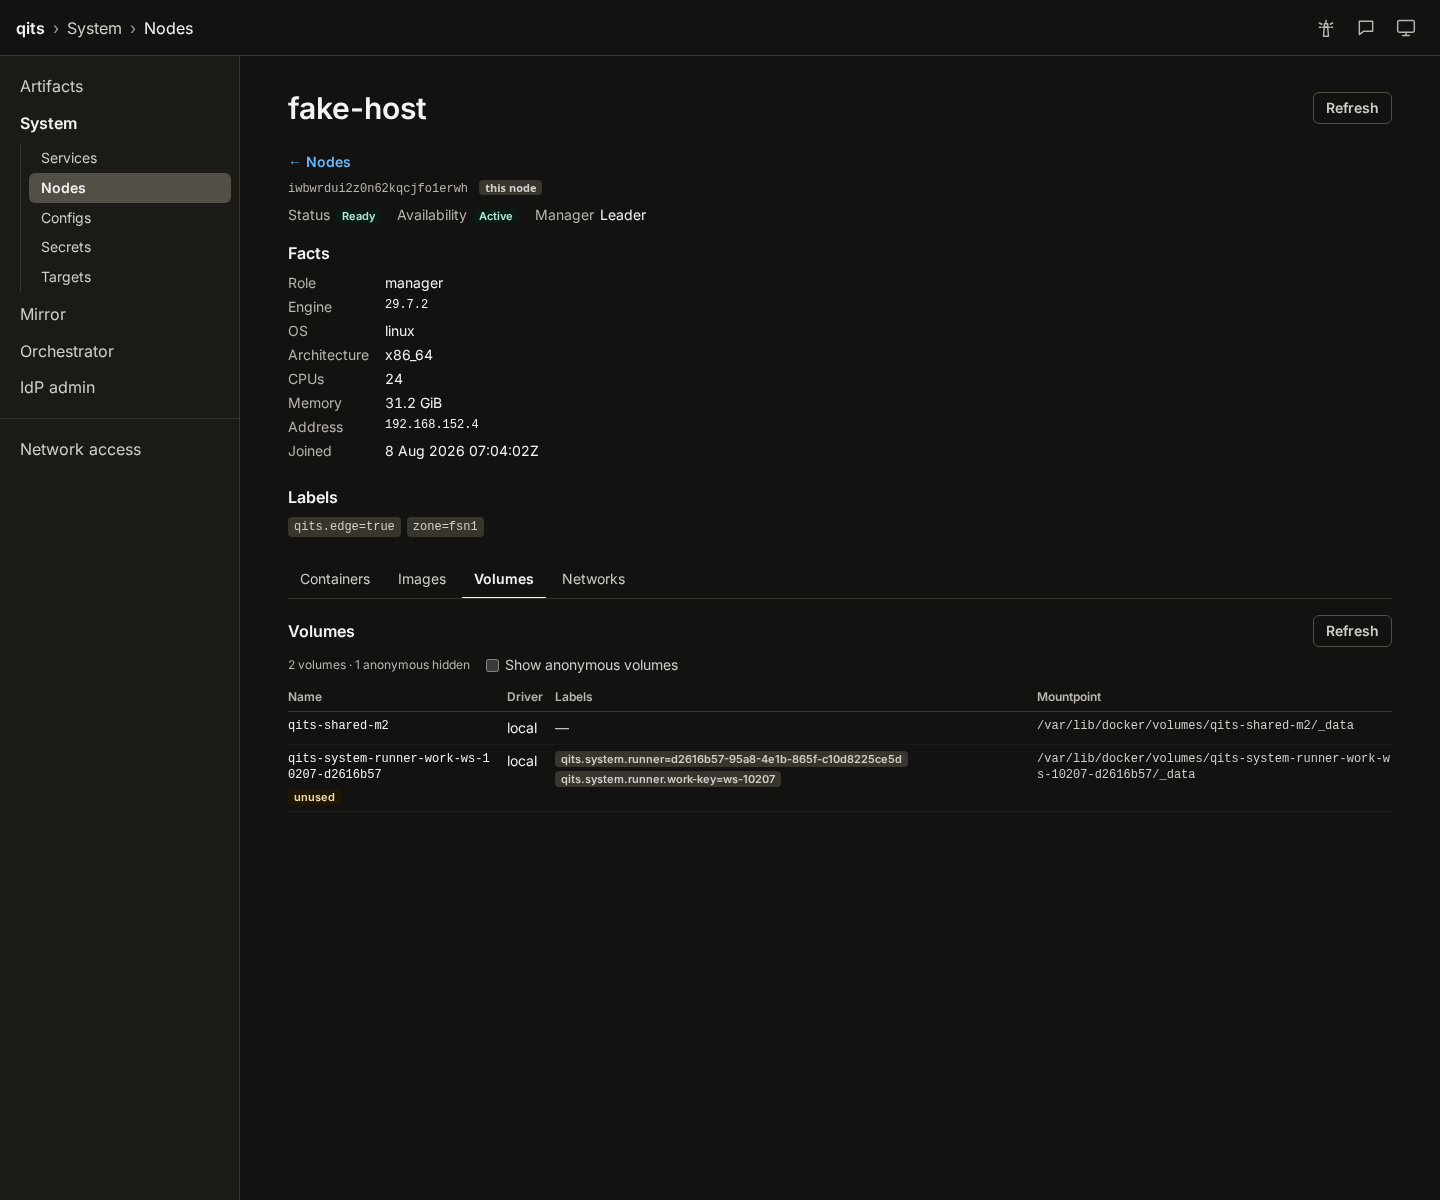 qits › System › Nodes
Artifacts
System
Services
Nodes
Configs
Secrets
Targets
Mirror
Orchestrator
IdP admin
Network access
fake-host
Refresh
← Nodes
iwbwrdui2z0n62kqcjfo1erwh this node
Status Ready Availability Active Manager Leader
Facts
Role manager
Engine 29.7.2
OS linux
Architecture x86_64
CPUs 24
Memory 31.2 GiB
Address 192.168.152.4
Joined 8 Aug 2026 07:04:02Z
Labels
qits.edge=true zone=fsn1
Containers Images Volumes Networks
Volumes
Refresh
2 volumes · 1 anonymous hidden Show anonymous volumes
Name Driver Labels Mountpoint
qits-shared-m2 local — /var/lib/docker/volumes/qits-shared-m2/_data
qits-system-runner-work-ws-1
0207-d2616b57
unused
local
qits.system.runner=d2616b57-95a8-4e1b-865f-c10d8225ce5d
qits.system.runner.work-key=ws-10207
/var/lib/docker/volumes/qits-system-runner-work-w
s-10207-d2616b57/_data